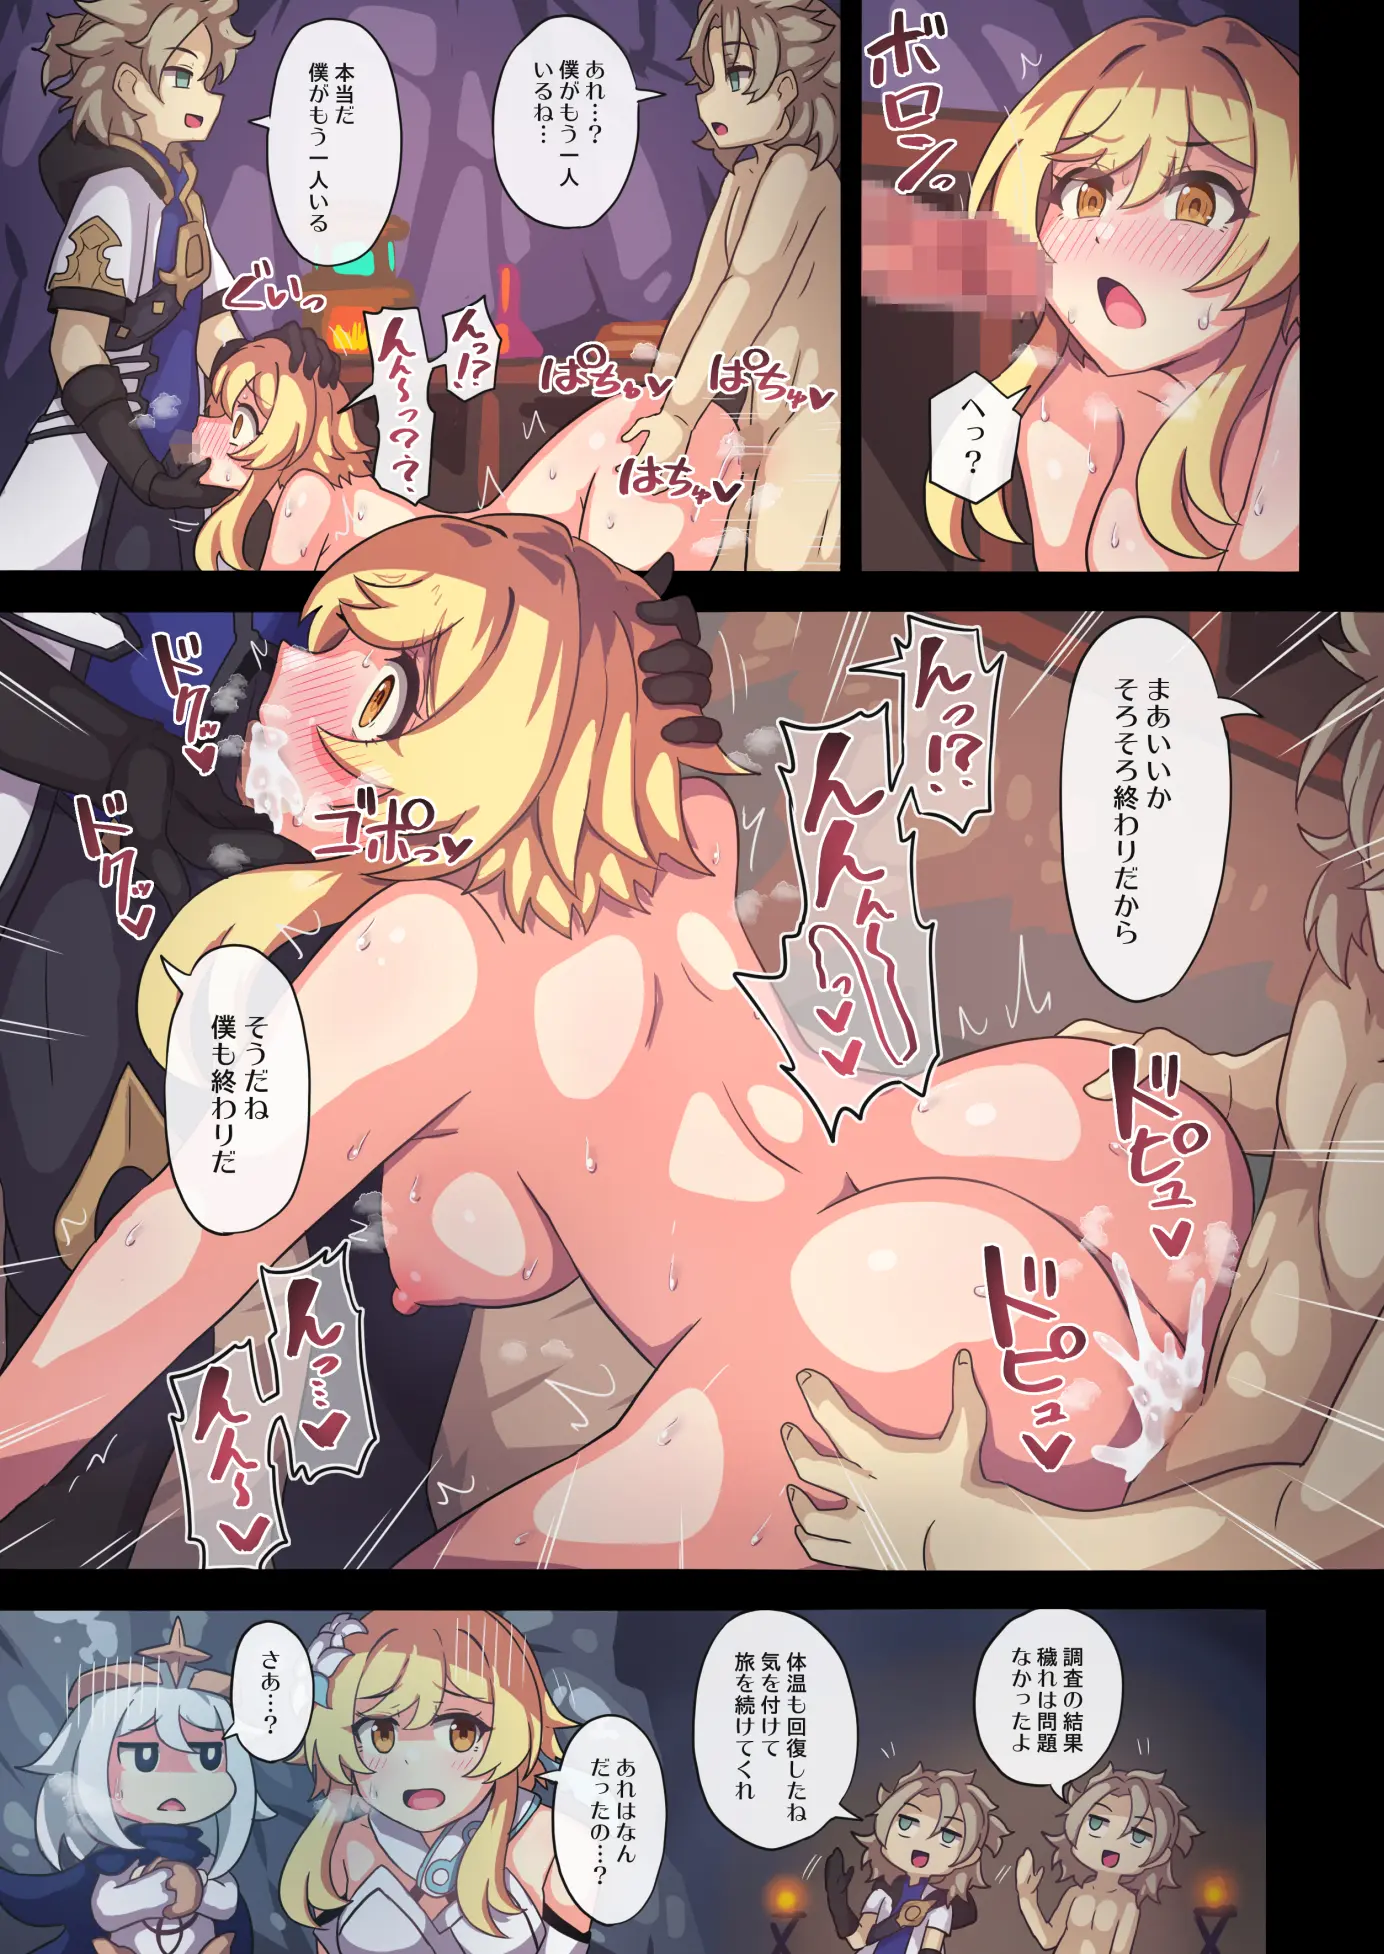 ボロンっ
へっ？
あれ…？
僕がもう一人
いるね…
本当だ
僕がもう一人いる
ぐいっ
んっ！？
んん～っ？？
ぱちゅ♥
ぱちゅ♥
ぱちゅ♥
まあいいか
そろそろ終わりだから
んっ！？
んんん～～っ♥♥
ドクッ♥
ドクッ♥
ゴポっ♥
そうだね
僕も終わりだ
ドピュ♥
ドピュ♥
んっ…♥
んん～♥
調査の結果
穢れは問題
なかったよ
体温も回復したね
気を付けて
旅を続けてくれ
あれはなん
だったの…？
さあ…？